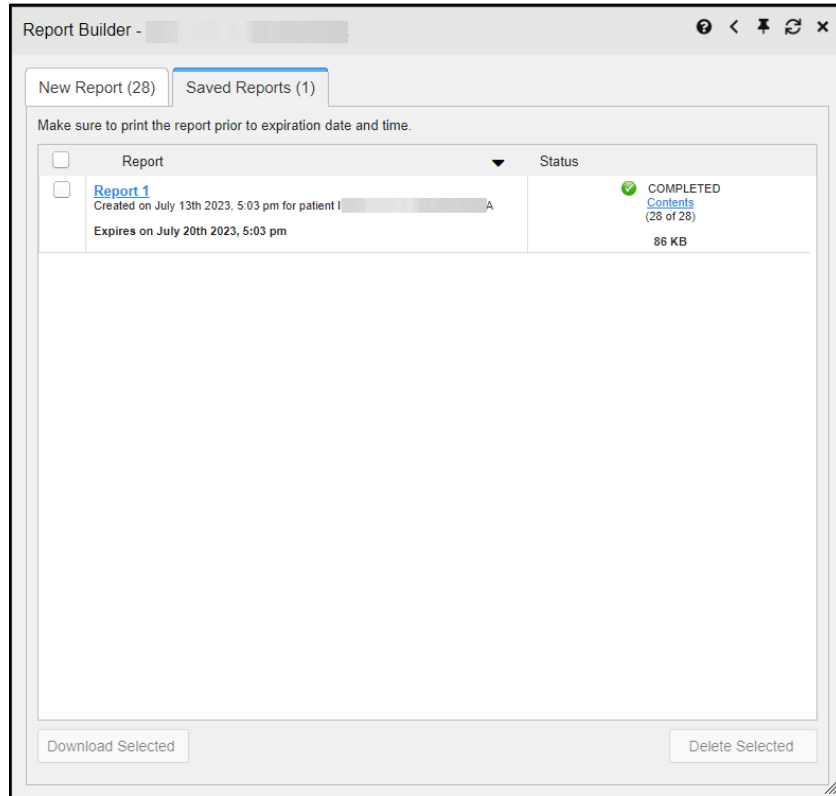 Report Builder -
New Report (28)
Saved Reports (1)
Make sure to print the report prior to expiration date and time.
Report
Status
Report 1
Created on July 13th 2023, 5:03 pm for patient I A
Expires on July 20th 2023, 5:03 pm
COMPLETED
Contents
(28 of 28)
86 KB
Download Selected
Delete Selected